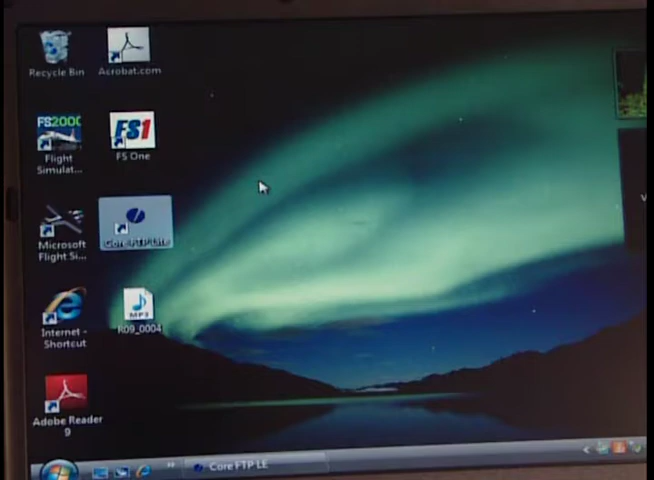 Recycle Bin
Acrobat.com
FS2000
Flight
Simulat...
FS1
FS One
Microsoft
Flight Si...
Core FTP Lite
Internet -
Shortcut
MP3
R09_0004
Adobe Reader
9
Core FTP LE